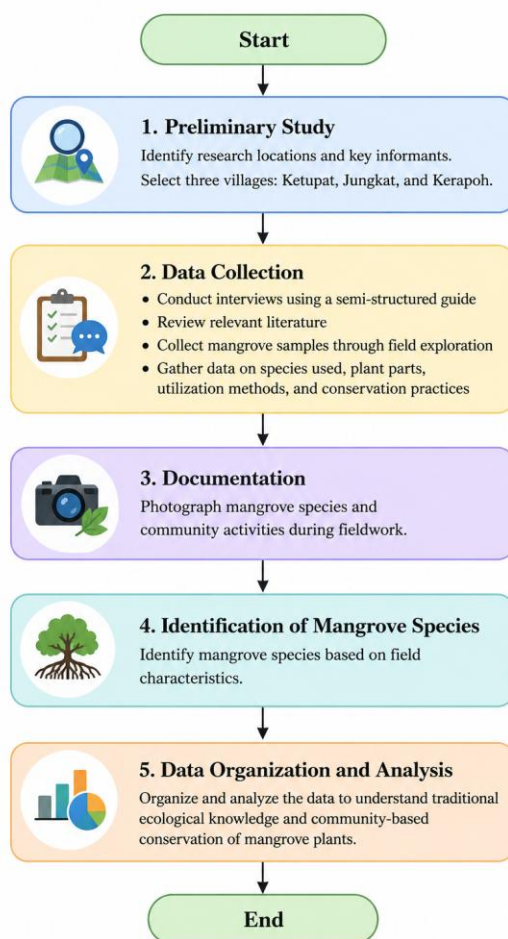 Start
1. Preliminary Study
Identify research locations and key informants.
Select three villages: Ketupat, Jungkat, and Kerapoh.
2. Data Collection
• Conduct interviews using a semi-structured guide
• Review relevant literature
• Collect mangrove samples through field exploration
• Gather data on species used, plant parts,
utilization methods, and conservation practices
3. Documentation
Photograph mangrove species and
community activities during fieldwork.
4. Identification of Mangrove Species
Identify mangrove species based on field
characteristics.
5. Data Organization and Analysis
Organize and analyze the data to understand traditional
ecological knowledge and community-based
conservation of mangrove plants.
End